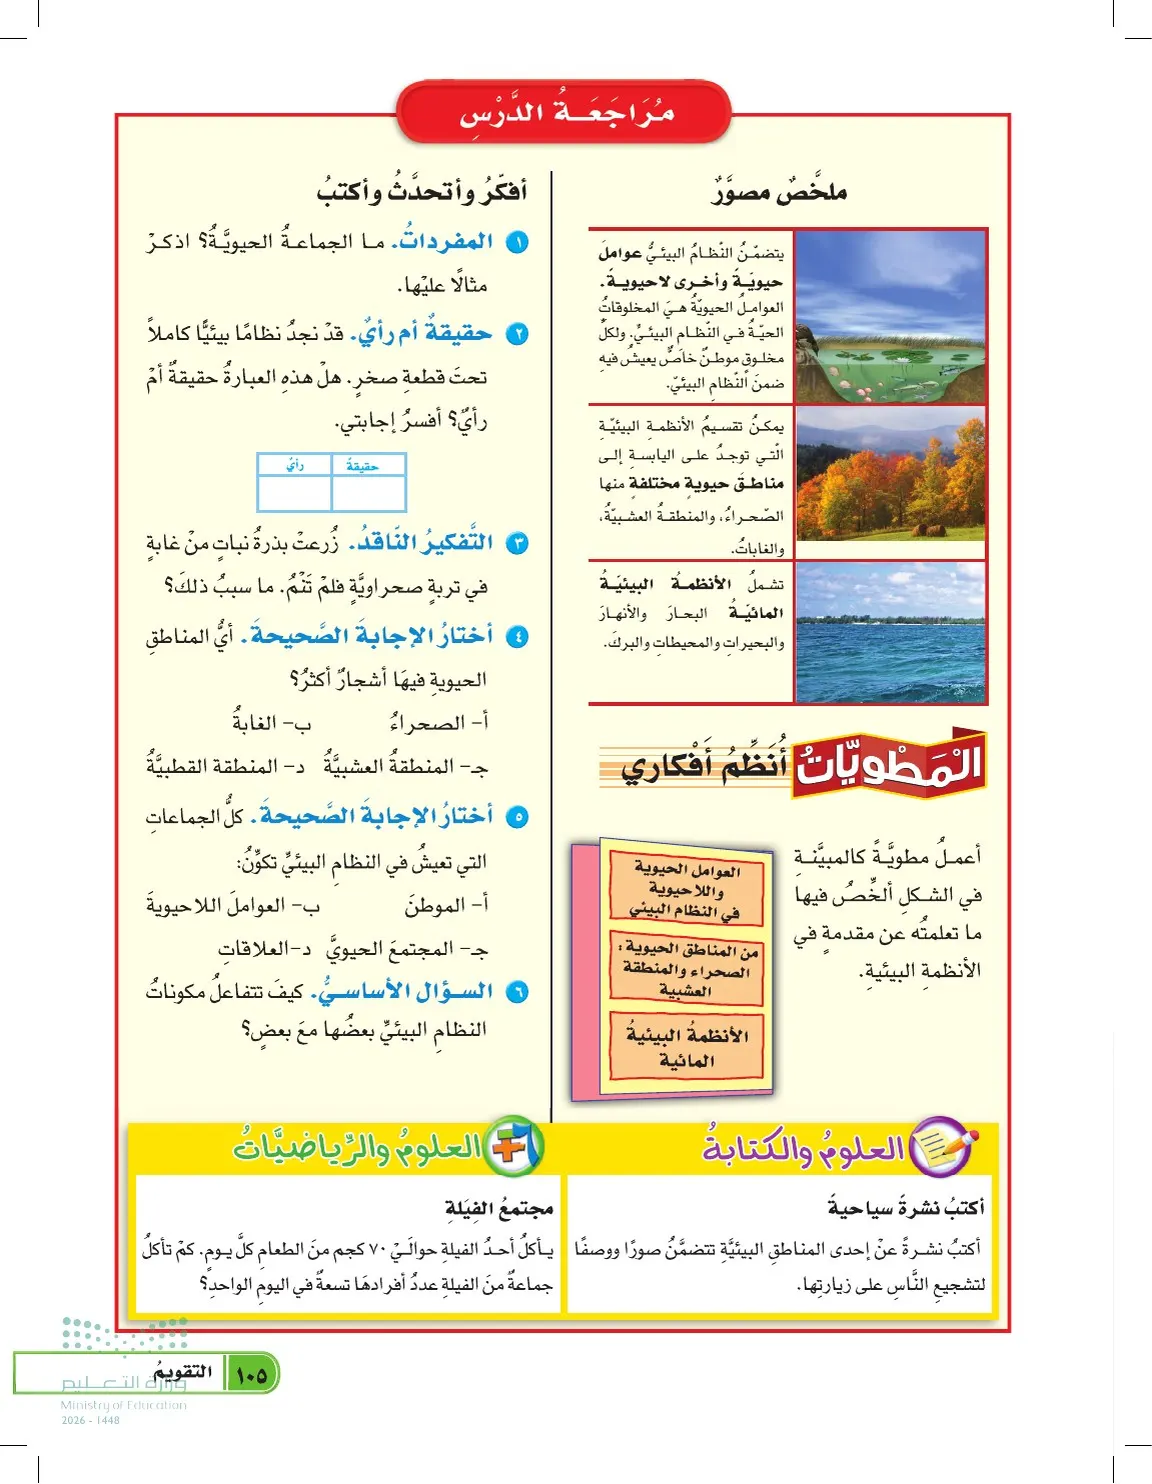 مُرَاجَعَةُ الدَّرْسِ
ملخَّصٌ مصوَّرٌ
يتضمّنُ النّظامُ البيئيُّ عواملَ
حيويّةً وأخرى لاحيويةً.
العواملُ الحيويّةُ هيَ المخلوقاتُ
الحيّةُ في النّظامِ البيئيِّ. ولكلِّ
مخلوقٍ موطنٌ خاصٌّ يعيشُ فيهِ
ضمنَ النّظامِ البيئيّ.
يمكنُ تقسيمُ الأنظمةِ البيئيّةِ
الّتي توجدُ على اليابسةِ إلى
مناطقَ حيويةٍ مختلفةٍ منها
الصّحراءُ، والمنطقةُ العشبيّةُ،
والغاباتُ.
تشملُ الأنظمةُ البيئيّةُ
المائيّةُ البحارَ والأنهارَ
والبحيراتِ والمحيطاتِ والبركَ.
الْمَطْويّاتُ أُنَظِّمُ أَفْكاري
أعملُ مطويَّةً كالمبيَّنةِ
في الشكلِ ألخِّصُ فيها
ما تعلمتُه عن مقدمةٍ في
الأنظمةِ البيئيةِ.
العوامل الحيوية
واللاحيوية
في النظام البيئي
من المناطق الحيوية :
الصحراء والمنطقة
العشبية
الأنظمةُ البيئيةُ
المائية
أفكّرُ وأتحدَّثُ وأكتبُ
١ المفرداتُ. ما الجماعةُ الحيويَّةُ؟ اذكرْ
مثالًا عليْها.
٢ حقيقةٌ أم رأيٌ. قدْ نجدُ نظامًا بيئيًّا كاملاً
تحتَ قطعةِ صخرٍ. هلْ هذهِ العبارةُ حقيقةٌ أمْ
رأيٌ؟ أفسرُ إجابتي.
حقيقةٌ رأيٌ
٣ التَّفكيرُ النّاقدُ. زُرعتْ بذرةُ نباتٍ منْ غابةٍ
في تربةٍ صحراويَّةٍ فلمْ تَنْمُ. ما سببُ ذلكَ؟
٤ أختارُ الإجابةَ الصَّحيحةَ. أيُّ المناطقِ
الحيويةِ فيهَا أشجارٌ أكثرُ؟
أ- الصحراءُ ب- الغابةُ
جـ- المنطقةُ العشبيَّةُ د- المنطقة القطبيَّةُ
٥ أختارُ الإجابةَ الصَّحيحةَ. كلُّ الجماعاتِ
التي تعيشُ في النظامِ البيئيِّ تكوِّنُ:
أ- الموطنَ ب- العواملَ اللاحيويةَ
جـ- المجتمعَ الحيويَّ د-العلاقاتِ
٦ السؤال الأساسيُّ. كيفَ تتفاعلُ مكوناتُ
النظامِ البيئيِّ بعضُها معَ بعضٍ؟
العلومُ والكتابةُ
أكتبُ نشرةً سياحيةً
أكتبُ نشرةً عنْ إحدى المناطقِ البيئيَّةِ تتضمَّنُ صورًا ووصفًا
لتشجيعِ النَّاسِ على زيارتِها.
العلومُ والرِّياضيَّاتُ
مجتمعُ الفِيَلةِ
يأكلُ أحدُ الفيلةِ حوالَيْ ٧٠ كجم منَ الطعامِ كلَّ يومٍ. كمْ تأكلُ
جماعةٌ منَ الفيلةِ عددُ أفرادهَا تسعةٌ في اليومِ الواحدِ؟
١٠٥ التقويمُ
وزارة التعليم
Ministry of Education
2026 - 1448